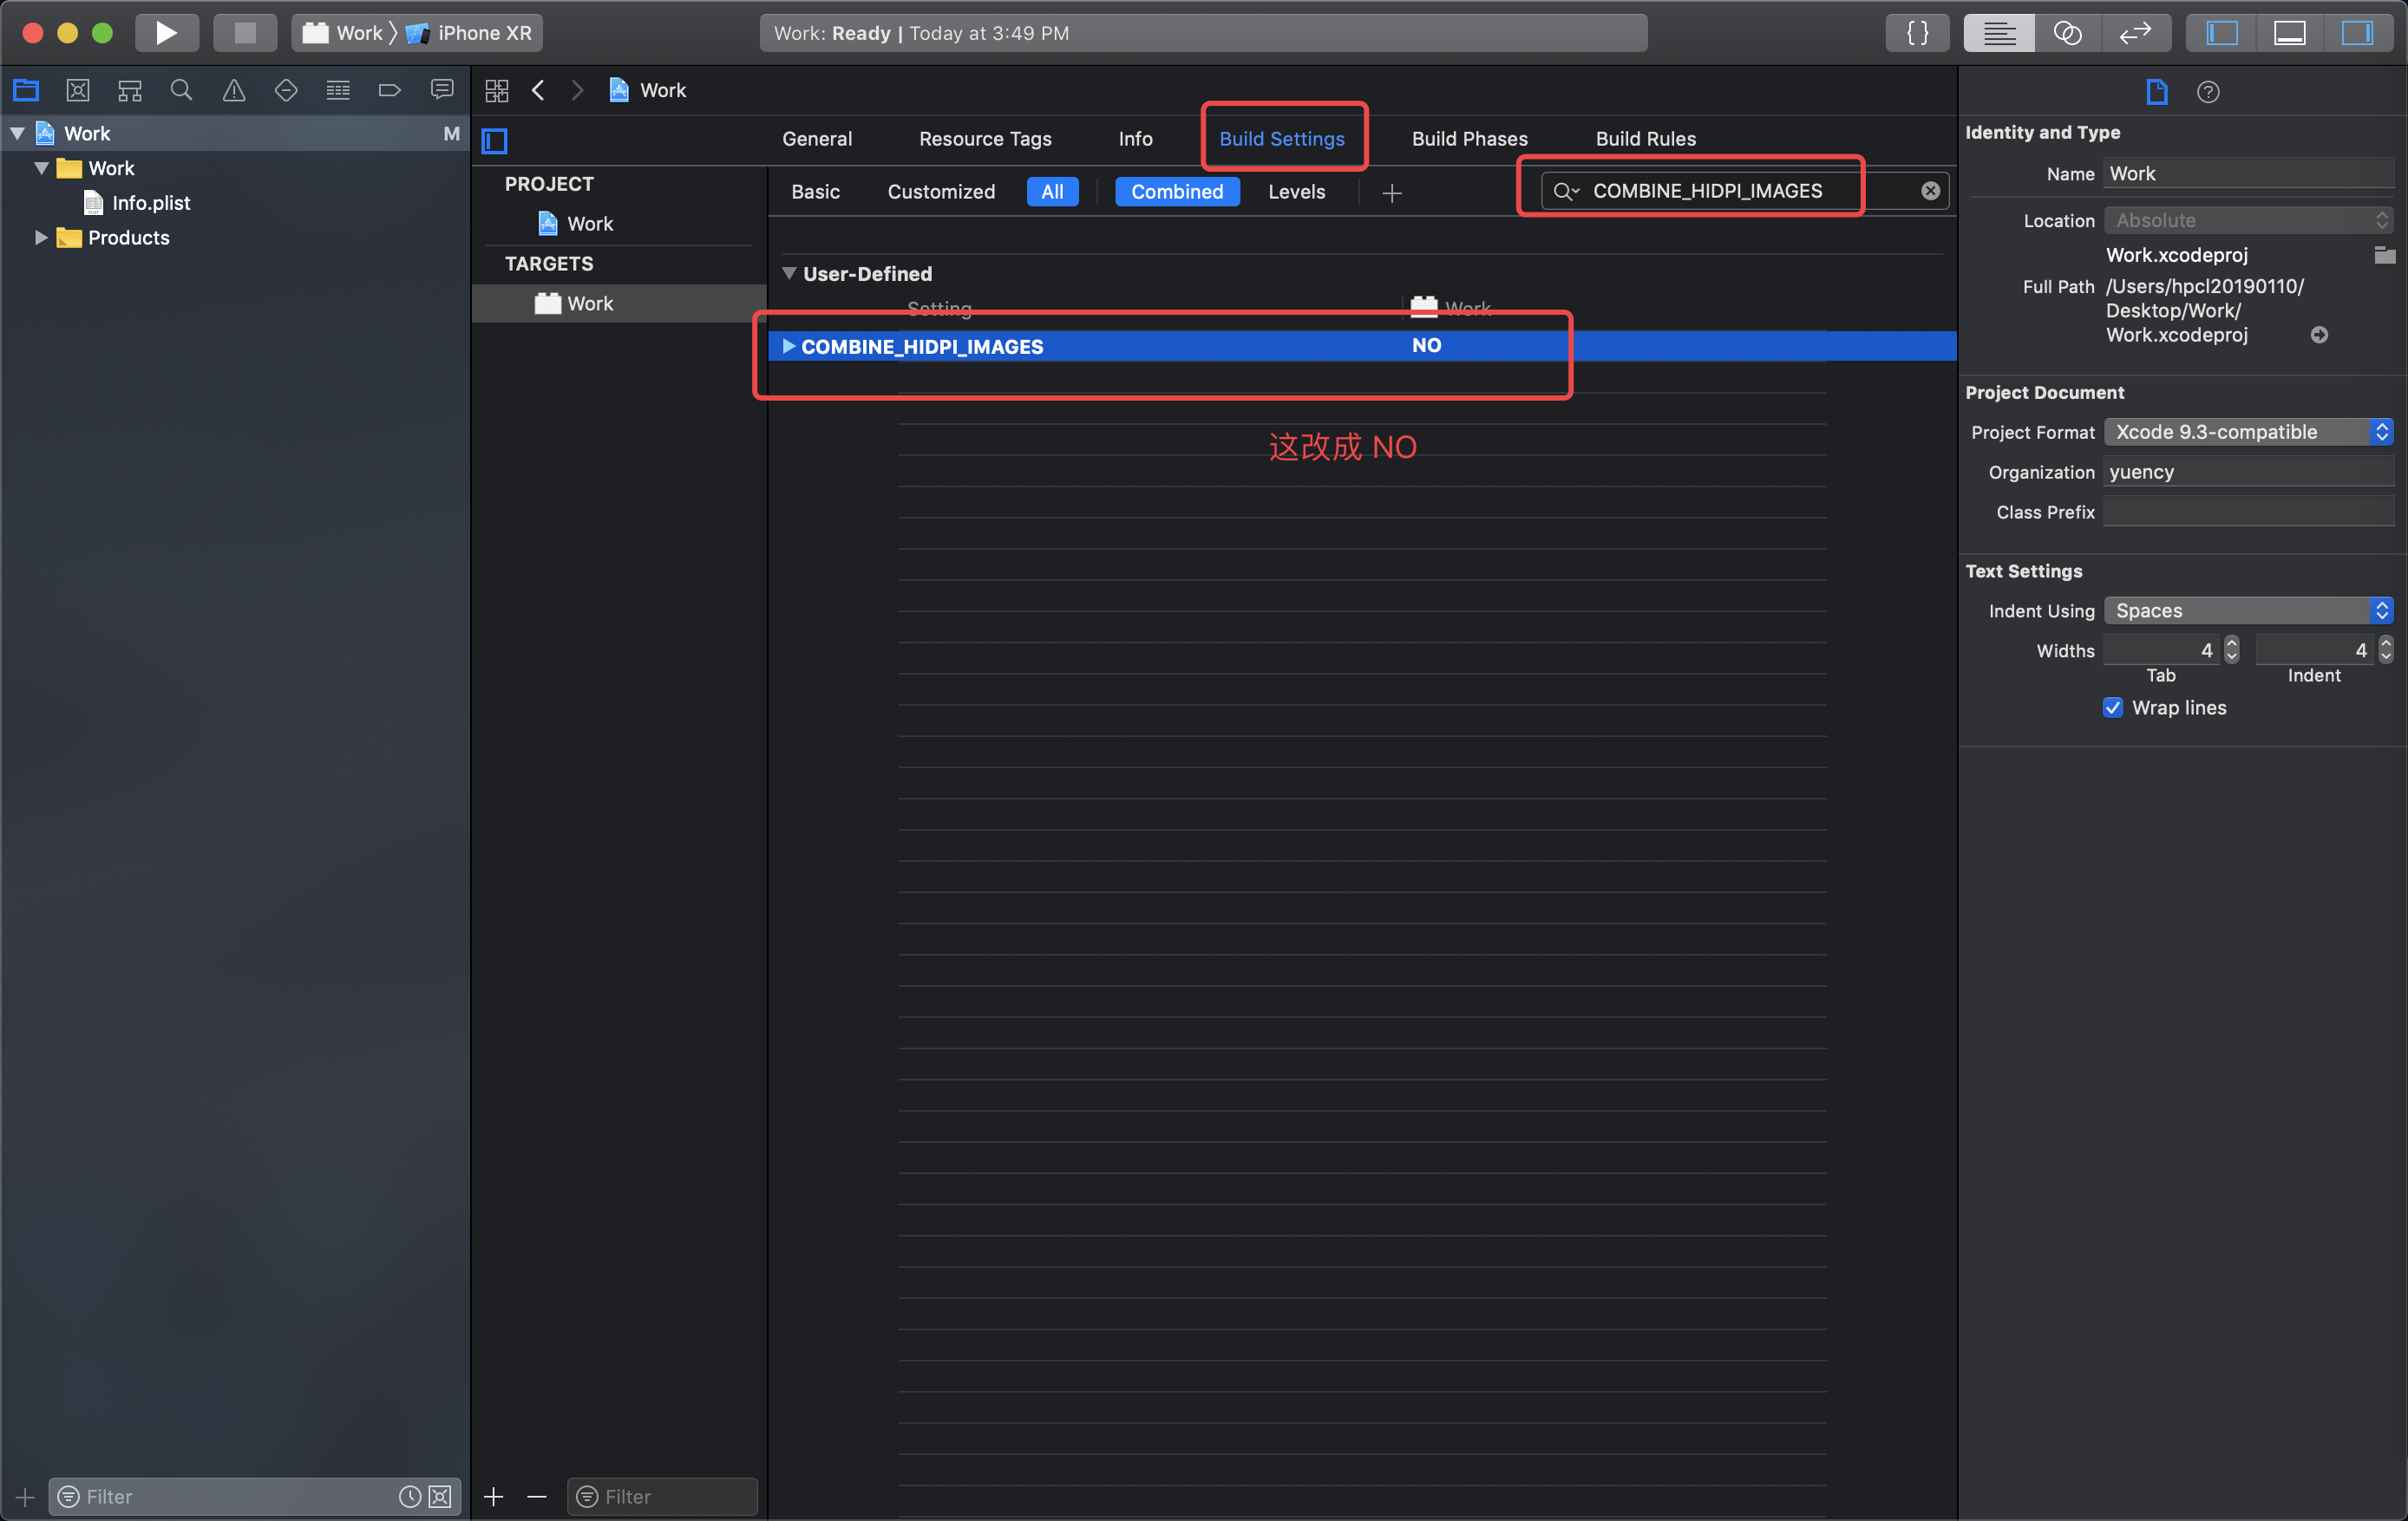 Work 〉 iPhone XR
Work: Ready | Today at 3:49 PM
{ }
Work
M
Work
Info.plist
Products
Filter
Work
General
Resource Tags
Info
Build Settings
Build Phases
Build Rules
PROJECT
Work
TARGETS
Work
Filter
Basic
Customized
All
Combined
Levels
COMBINE_HIDPI_IMAGES
User-Defined
Setting
Work
COMBINE_HIDPI_IMAGES
NO
这改成 NO
Identity and Type
Name
Work
Location
Absolute
Work.xcodeproj
Full Path
/Users/hpcl20190110/
Desktop/Work/
Work.xcodeproj
Project Document
Project Format
Xcode 9.3-compatible
Organization
yuency
Class Prefix
Text Settings
Indent Using
Spaces
Widths
4
4
Tab
Indent
Wrap lines